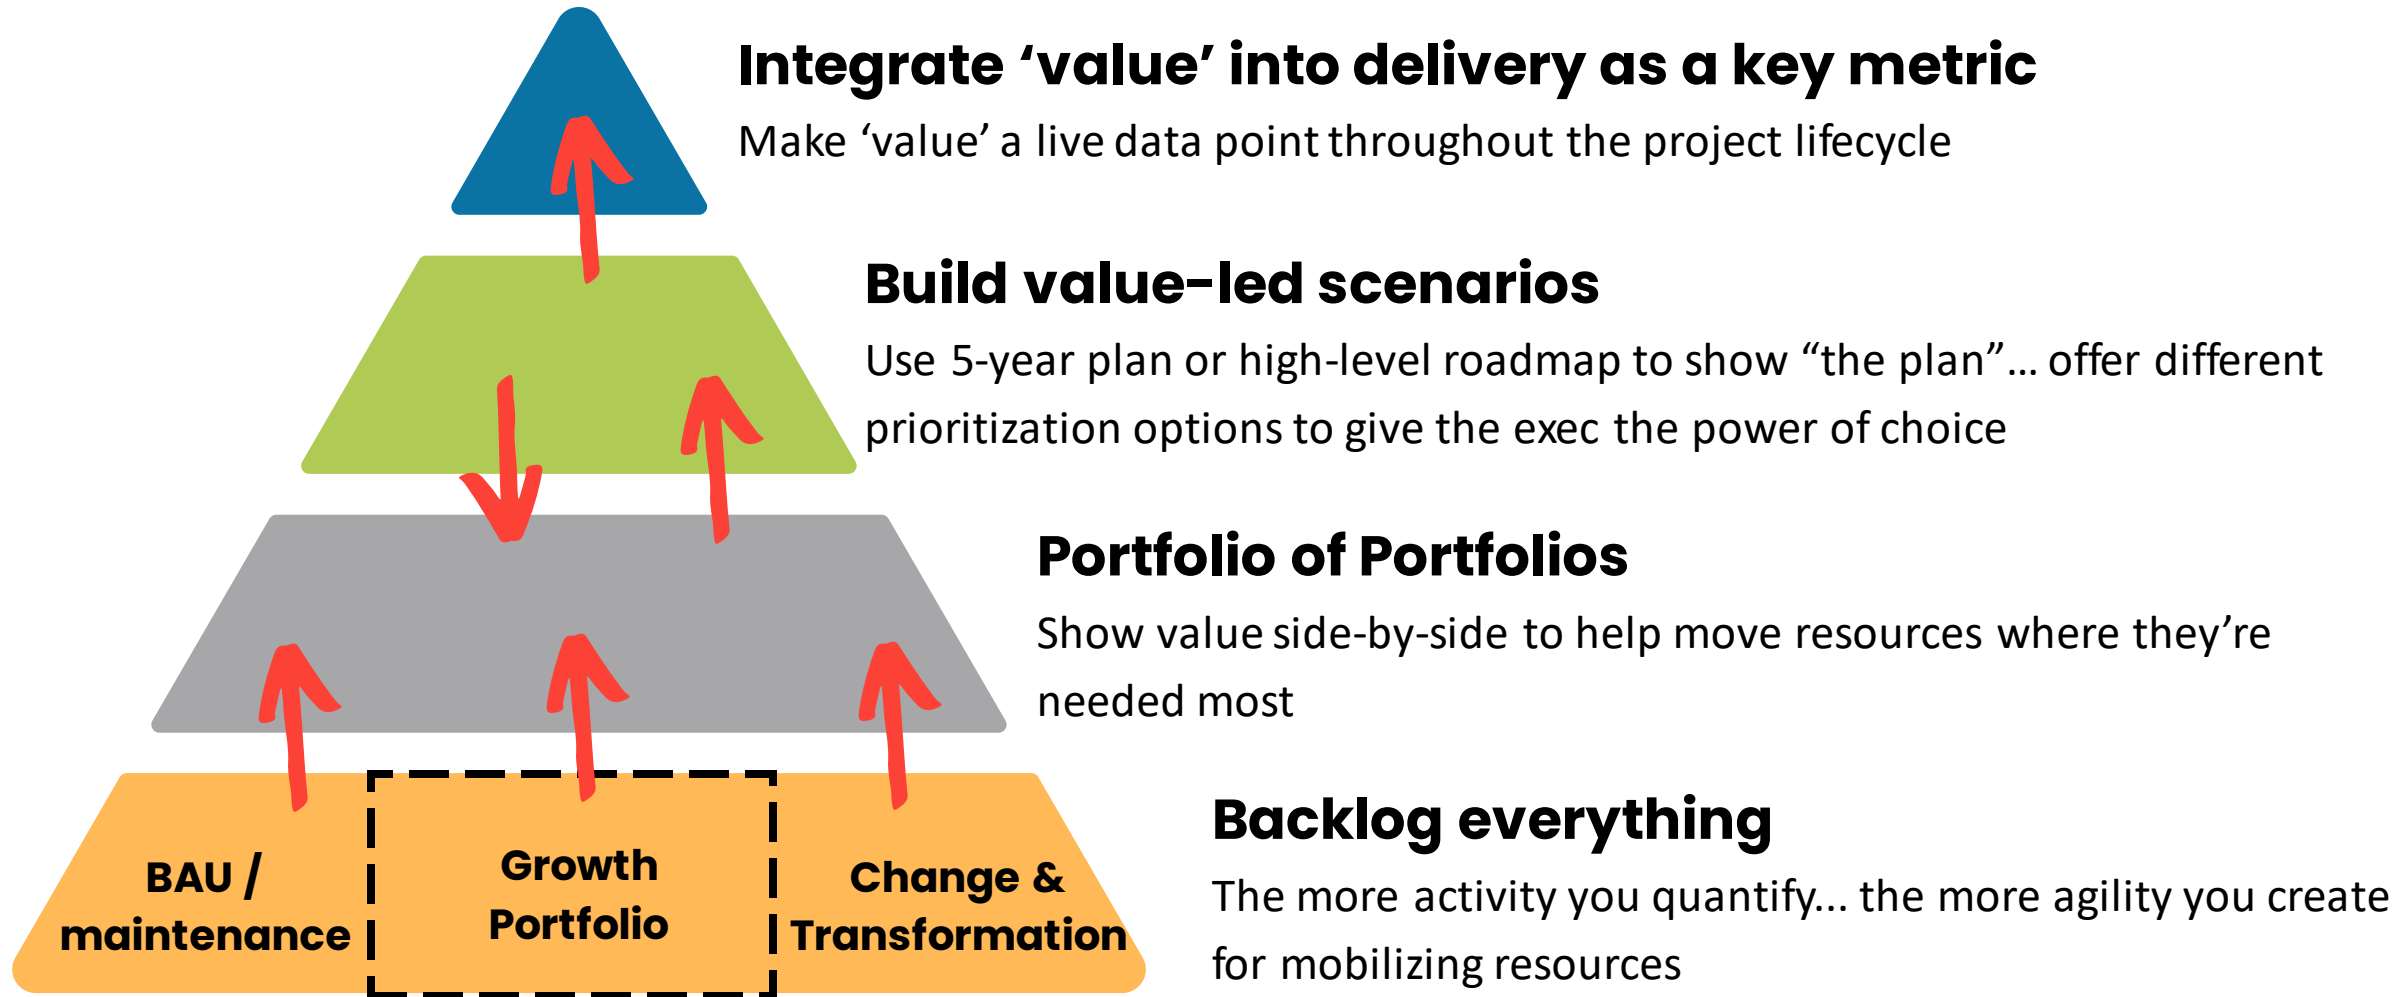 Integrate ‘value’ into delivery as a key metric
Make ‘value’ a live data point throughout the project lifecycle
Build value-led scenarios
Use 5-year plan or high-level roadmap to show “the plan”... offer different
prioritization options to give the exec the power of choice
Portfolio of Portfolios
Show value side-by-side to help move resources where they’re
needed most
BAU /
maintenance
Growth
Portfolio
Change &
Transformation
Backlog everything
The more activity you quantify... the more agility you create
for mobilizing resources